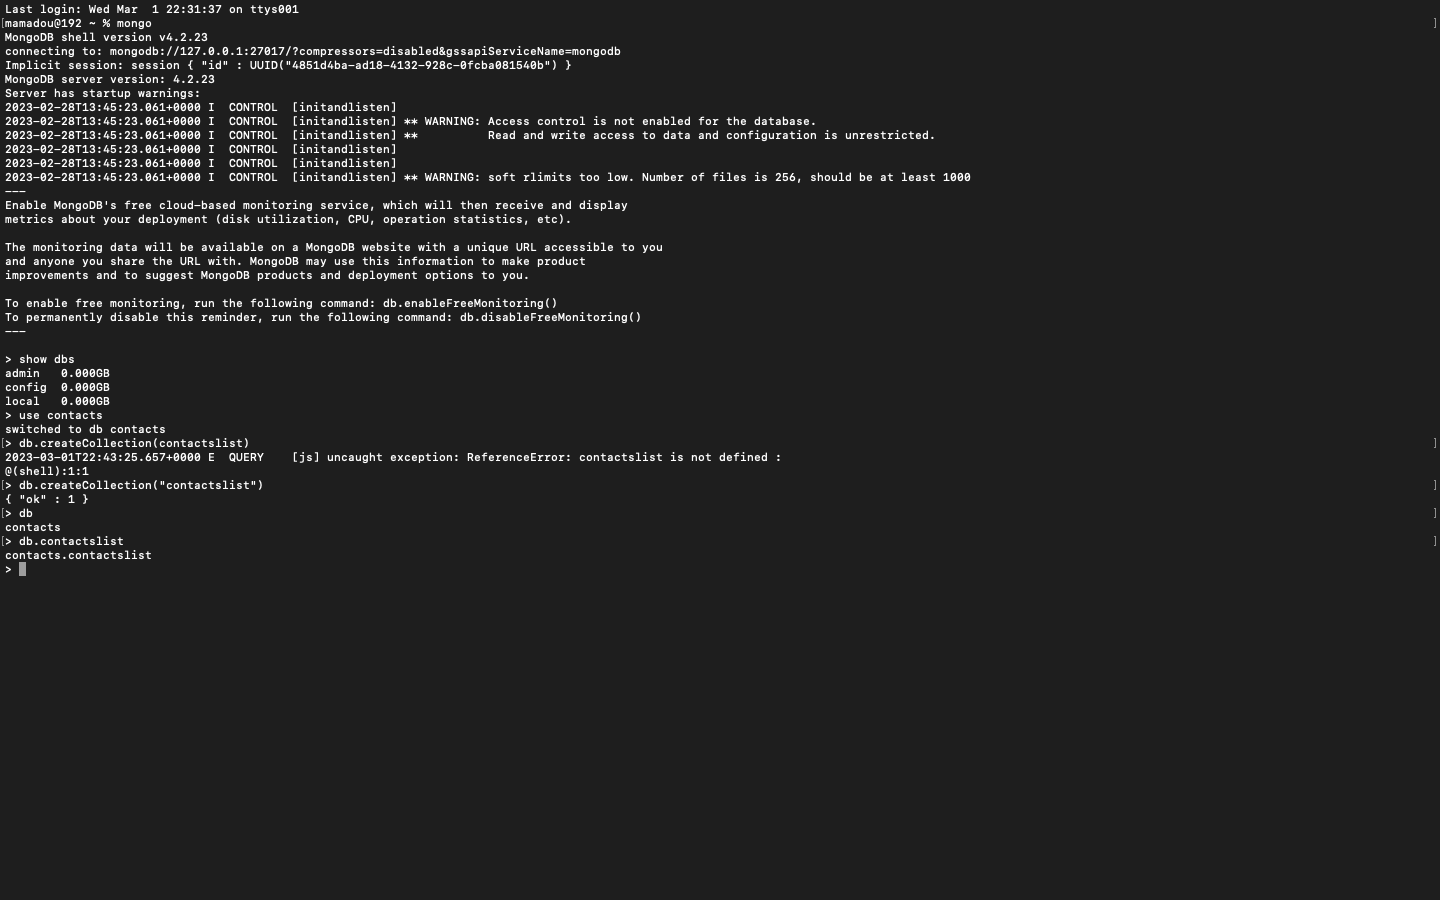 Last login: Wed Mar  1 22:31:37 on ttys001
[mamadou@192 ~ % mongo ]
MongoDB shell version v4.2.23
connecting to: mongodb://127.0.0.1:27017/?compressors=disabled&gssapiServiceName=mongodb
Implicit session: session { "id" : UUID("4851d4ba-ad18-4132-928c-0fcba081540b") }
MongoDB server version: 4.2.23
Server has startup warnings:
2023-02-28T13:45:23.061+0000 I  CONTROL  [initandlisten]
2023-02-28T13:45:23.061+0000 I  CONTROL  [initandlisten] ** WARNING: Access control is not enabled for the database.
2023-02-28T13:45:23.061+0000 I  CONTROL  [initandlisten] **          Read and write access to data and configuration is unrestricted.
2023-02-28T13:45:23.061+0000 I  CONTROL  [initandlisten]
2023-02-28T13:45:23.061+0000 I  CONTROL  [initandlisten]
2023-02-28T13:45:23.061+0000 I  CONTROL  [initandlisten] ** WARNING: soft rlimits too low. Number of files is 256, should be at least 1000
---
Enable MongoDB's free cloud-based monitoring service, which will then receive and display
metrics about your deployment (disk utilization, CPU, operation statistics, etc).

The monitoring data will be available on a MongoDB website with a unique URL accessible to you
and anyone you share the URL with. MongoDB may use this information to make product
improvements and to suggest MongoDB products and deployment options to you.

To enable free monitoring, run the following command: db.enableFreeMonitoring()
To permanently disable this reminder, run the following command: db.disableFreeMonitoring()
---

> show dbs
admin   0.000GB
config  0.000GB
local   0.000GB
> use contacts
switched to db contacts
[> db.createCollection(contactslist) ]
2023-03-01T22:43:25.657+0000 E  QUERY    [js] uncaught exception: ReferenceError: contactslist is not defined :
@(shell):1:1
[> db.createCollection("contactslist") ]
{ "ok" : 1 }
[> db ]
contacts
[> db.contactslist ]
contacts.contactslist
>